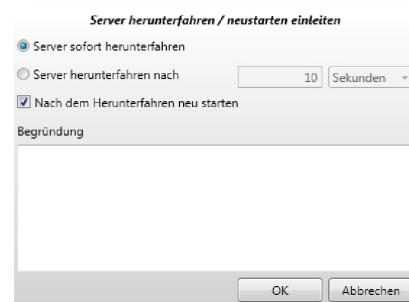 Server herunterfahren / neustarten einleiten
Server sofort herunterfahren
Server herunterfahren nach 10 Sekunden
Nach dem Herunterfahren neu starten
Begründung
OK Abbrechen